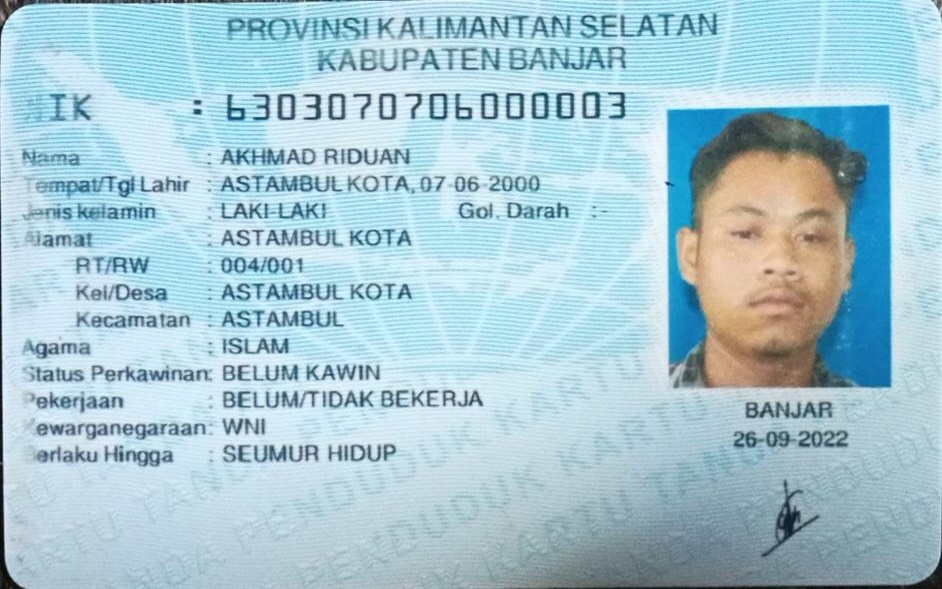 PROVINSI KALIMANTAN SELATAN
KABUPATEN BANJAR
NIK : 6303070706000003
Nama : AKHMAD RIDUAN
Tempat/Tgl Lahir : ASTAMBUL KOTA, 07-06-2000
Jenis kelamin : LAKI-LAKI Gol. Darah : -
Alamat : ASTAMBUL KOTA
RT/RW : 004/001
Kel/Desa : ASTAMBUL KOTA
Kecamatan : ASTAMBUL
Agama : ISLAM
Status Perkawinan: BELUM KAWIN
Pekerjaan : BELUM/TIDAK BEKERJA
Kewarganegaraan: WNI
Berlaku Hingga : SEUMUR HIDUP
BANJAR
26-09-2022